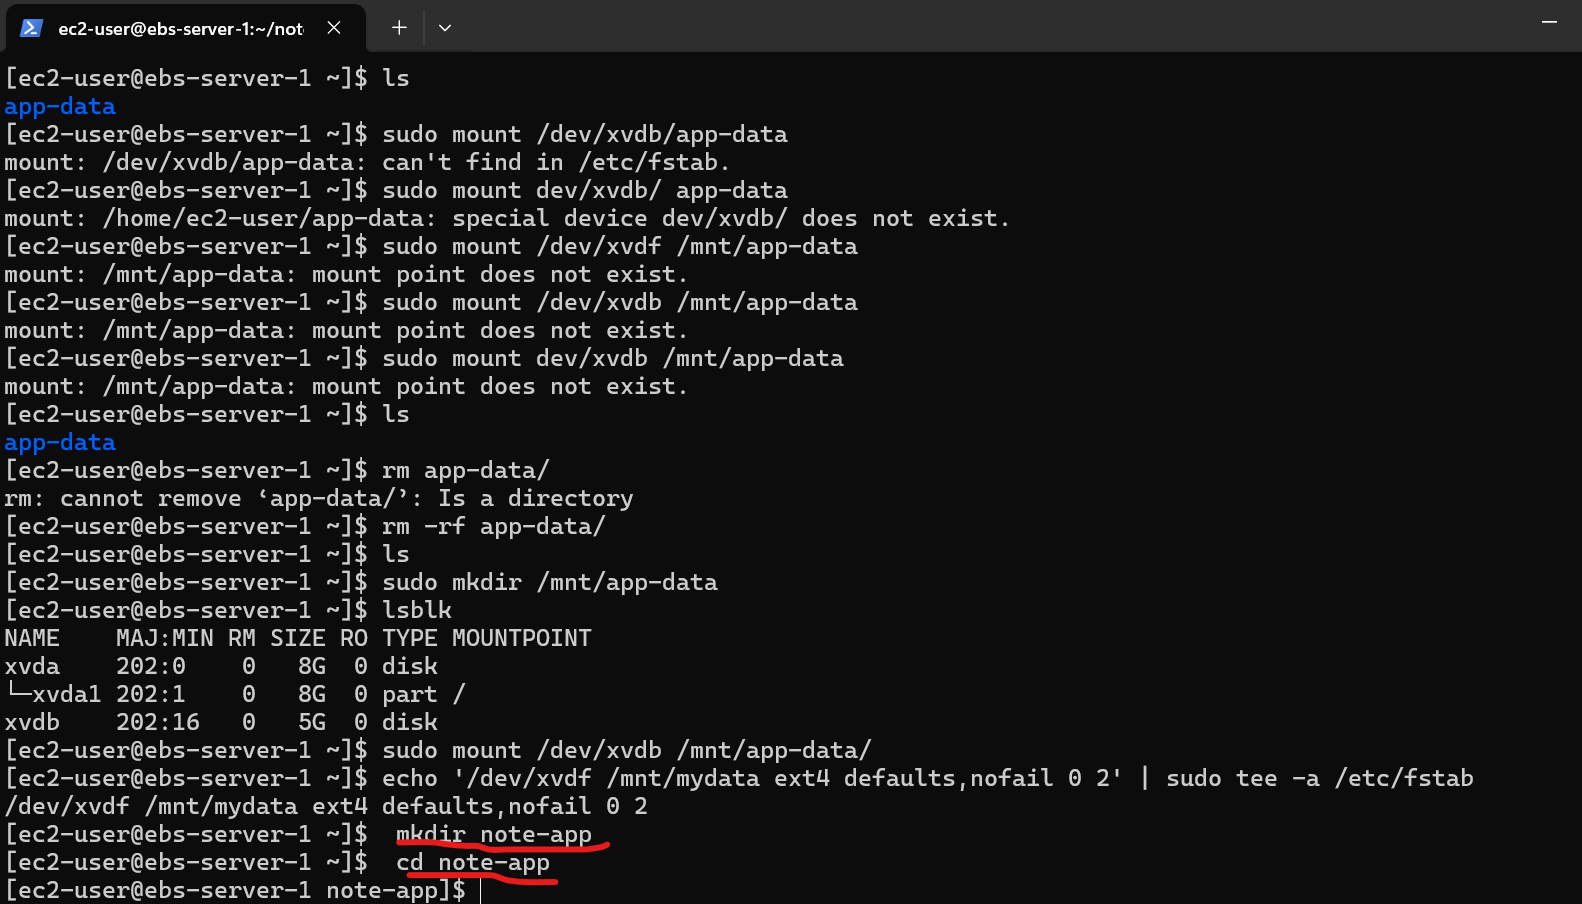 ec2-user@ebs-server-1:~/not
[ec2-user@ebs-server-1 ~]$ ls
app-data
[ec2-user@ebs-server-1 ~]$ sudo mount /dev/xvdb/app-data
mount: /dev/xvdb/app-data: can't find in /etc/fstab.
[ec2-user@ebs-server-1 ~]$ sudo mount dev/xvdb/ app-data
mount: /home/ec2-user/app-data: special device dev/xvdb/ does not exist.
[ec2-user@ebs-server-1 ~]$ sudo mount /dev/xvdf /mnt/app-data
mount: /mnt/app-data: mount point does not exist.
[ec2-user@ebs-server-1 ~]$ sudo mount /dev/xvdb /mnt/app-data
mount: /mnt/app-data: mount point does not exist.
[ec2-user@ebs-server-1 ~]$ sudo mount dev/xvdb /mnt/app-data
mount: /mnt/app-data: mount point does not exist.
[ec2-user@ebs-server-1 ~]$ ls
app-data
[ec2-user@ebs-server-1 ~]$ rm app-data/
rm: cannot remove ‘app-data/’: Is a directory
[ec2-user@ebs-server-1 ~]$ rm -rf app-data/
[ec2-user@ebs-server-1 ~]$ ls
[ec2-user@ebs-server-1 ~]$ sudo mkdir /mnt/app-data
[ec2-user@ebs-server-1 ~]$ lsblk
NAME    MAJ:MIN RM SIZE RO TYPE MOUNTPOINT
xvda    202:0    0   8G  0 disk
└─xvda1 202:1    0   8G  0 part /
xvdb    202:16   0   5G  0 disk
[ec2-user@ebs-server-1 ~]$ sudo mount /dev/xvdb /mnt/app-data/
[ec2-user@ebs-server-1 ~]$ echo '/dev/xvdf /mnt/mydata ext4 defaults,nofail 0 2' | sudo tee -a /etc/fstab
/dev/xvdf /mnt/mydata ext4 defaults,nofail 0 2
[ec2-user@ebs-server-1 ~]$  mkdir note-app
[ec2-user@ebs-server-1 ~]$  cd note-app
[ec2-user@ebs-server-1 note-app]$